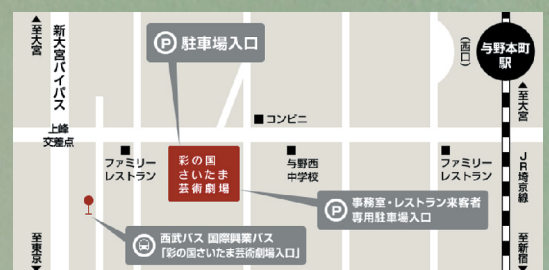 ▲至大宮
新大宮バイパス
上峰
交差点
至東京▼
P 駐車場入口
コンビニ
ファミリー
レストラン
彩の国
さいたま
芸術劇場
与野西
中学校
ファミリー
レストラン
P 事務室・レストラン来客者
専用駐車場入口
西武バス 国際興業バス
「彩の国さいたま芸術劇場入口」
(西口)
与野本町
駅
▲至大宮
JR埼京線
至新宿▼